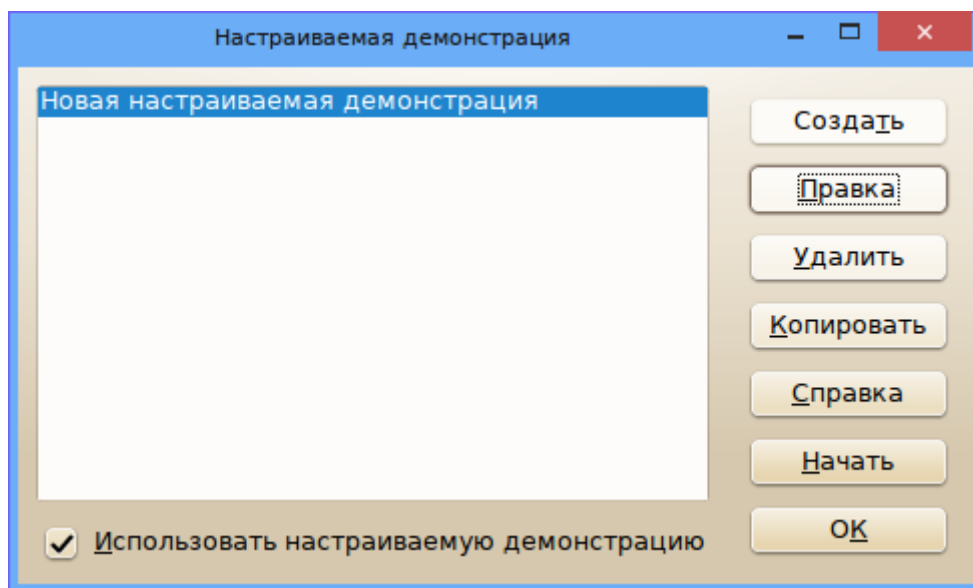 Настраиваемая демонстрация
Новая настраиваемая демонстрация
Создать
Правка
Удалить
Копировать
Справка
Начать
ОК
Использовать настраиваемую демонстрацию